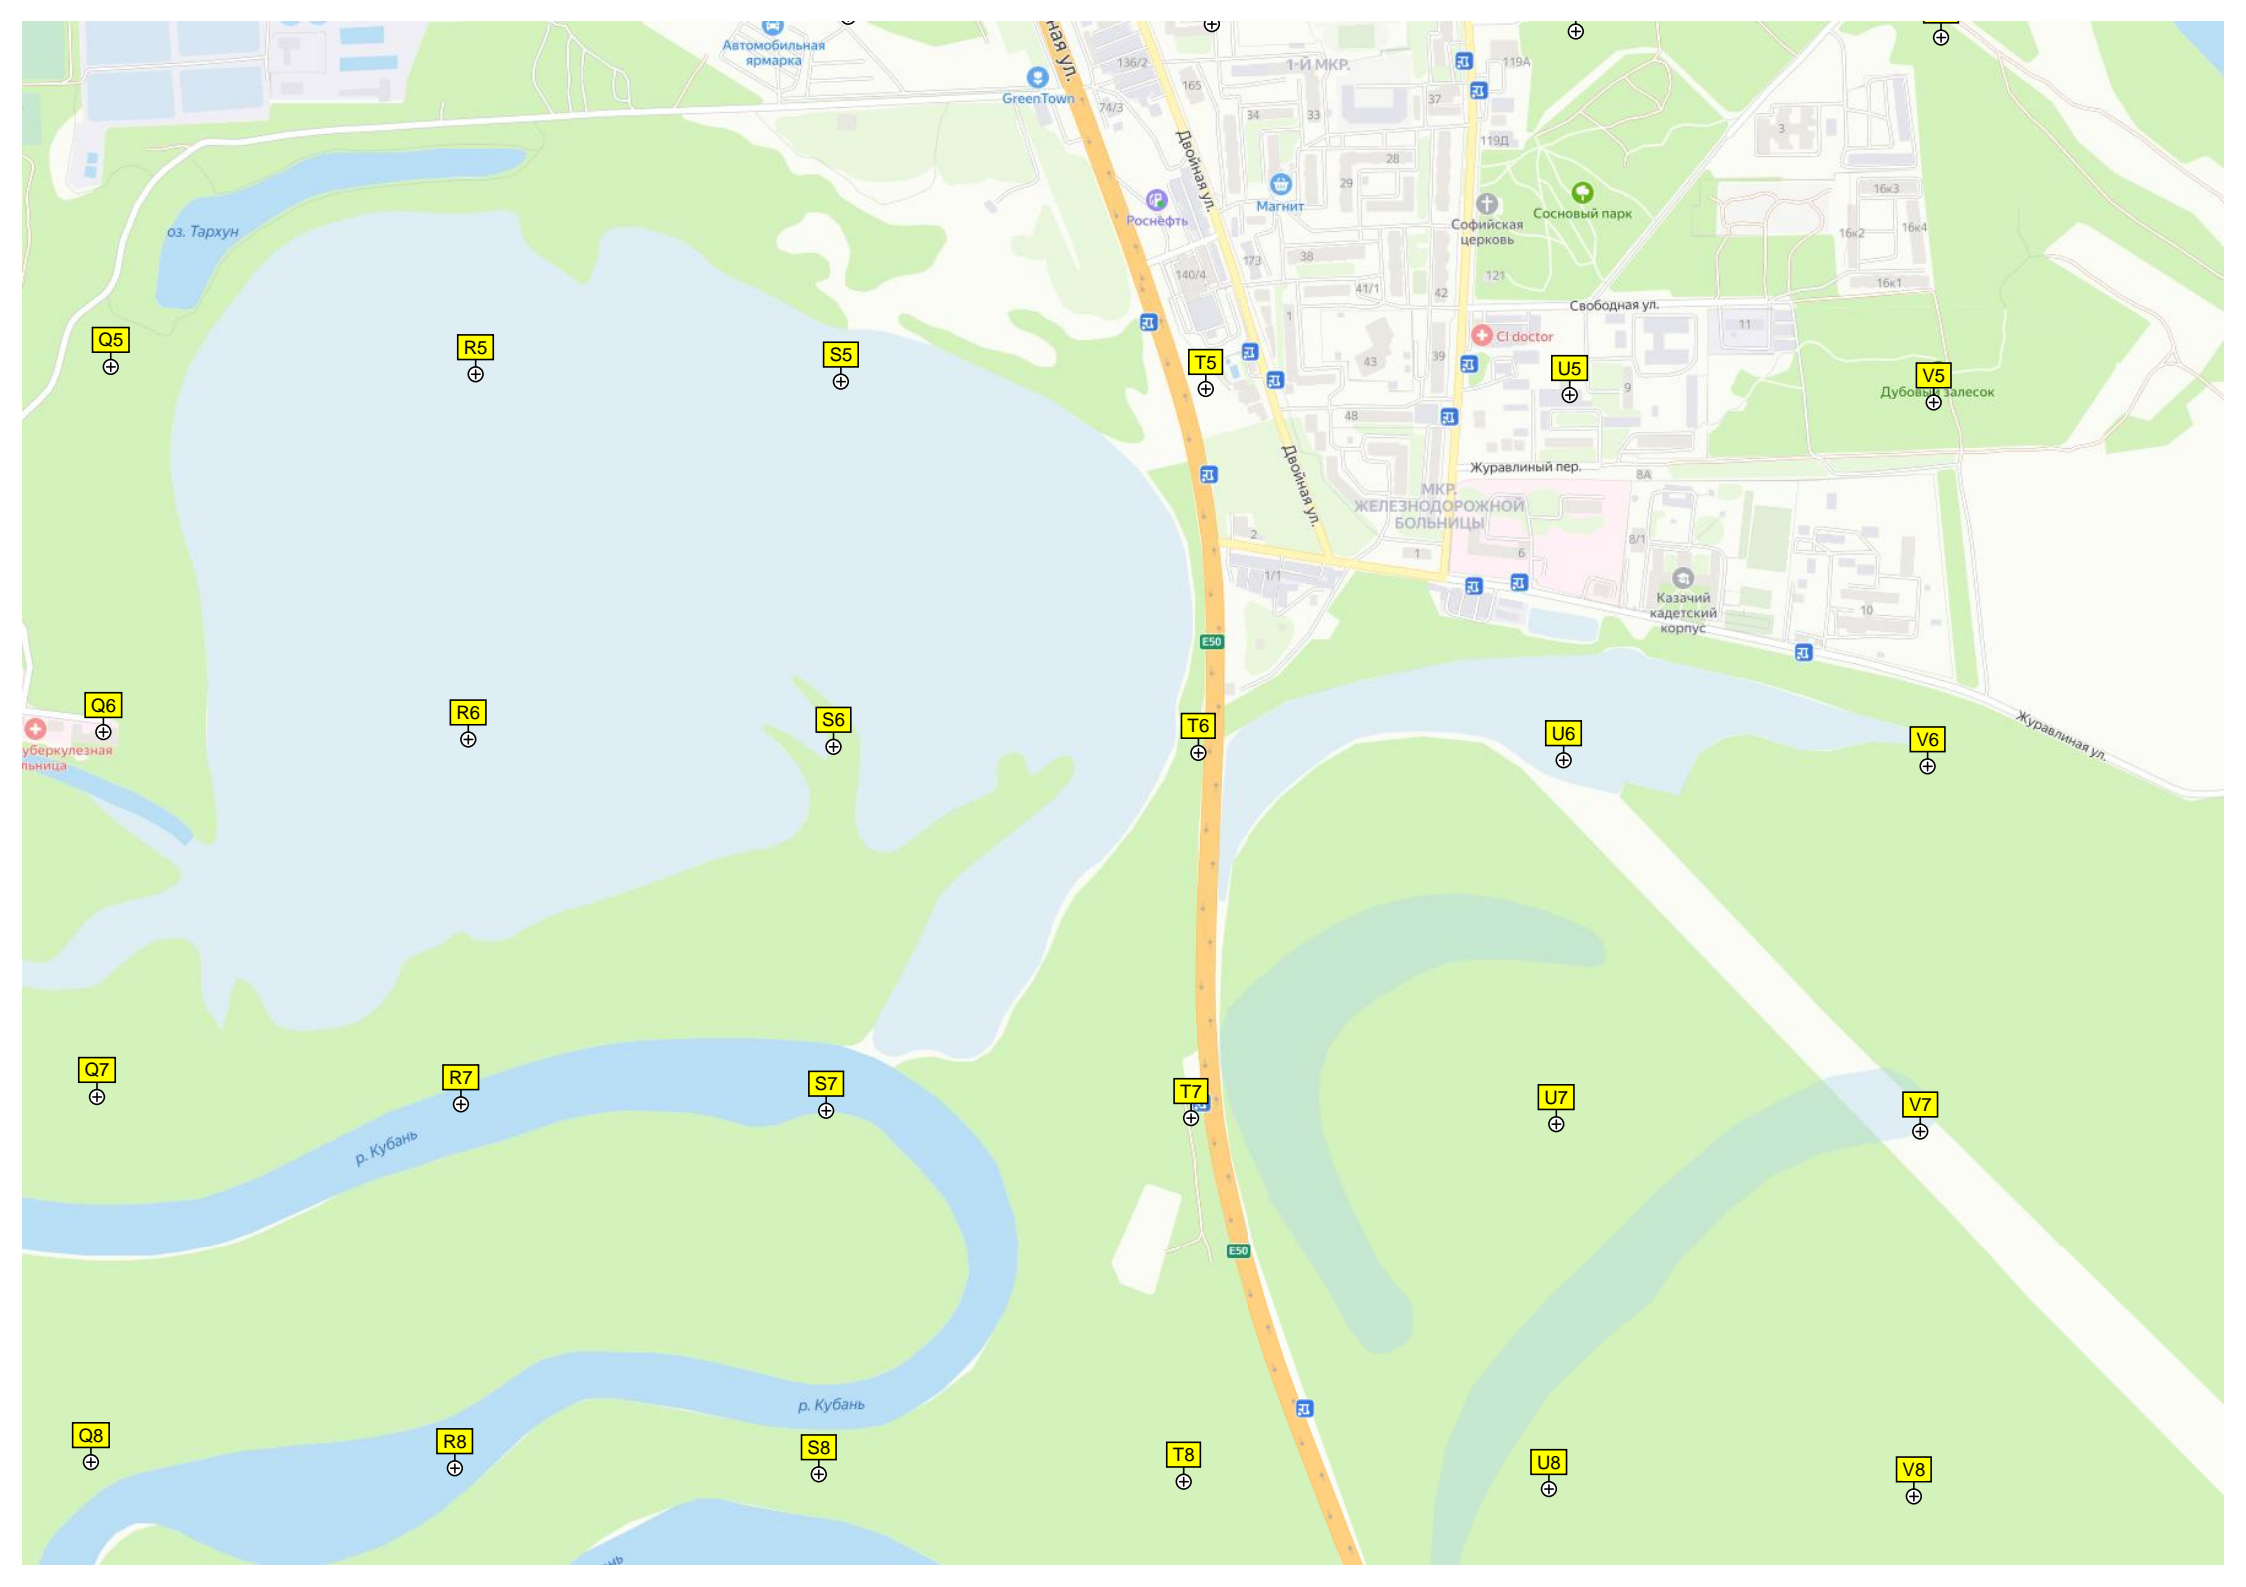 ная ул.
Автомобильная
ярмарка
GreenTown
136/2
165
74/3
1-Й МКР.
119А
34
33
37
119Д
28
29
3
Двойная ул.
Магнит
Роснефть
Софийская
церковь
Сосновый парк
16к3
16к2
16к4
оз. Тархун
140/4
173
38
41/1
42
121
16к1
Свободная ул.
1
11
Q5
R5
S5
T5
43
39
CI doctor
U5
9
V5
Дубовый залесок
48
Двойная ул.
Журавлиный пер.
8А
МКР.
ЖЕЛЕЗНОДОРОЖНОЙ
БОЛЬНИЦЫ
2
1
6
8/1
1/1
Казачий
кадетский
корпус
10
E50
Q6
R6
S6
T6
U6
V6
Журавлиная ул.
уберкулезная
льница
Q7
R7
S7
T7
U7
V7
р. Кубань
E50
р. Кубань
Q8
R8
S8
T8
U8
V8
нь